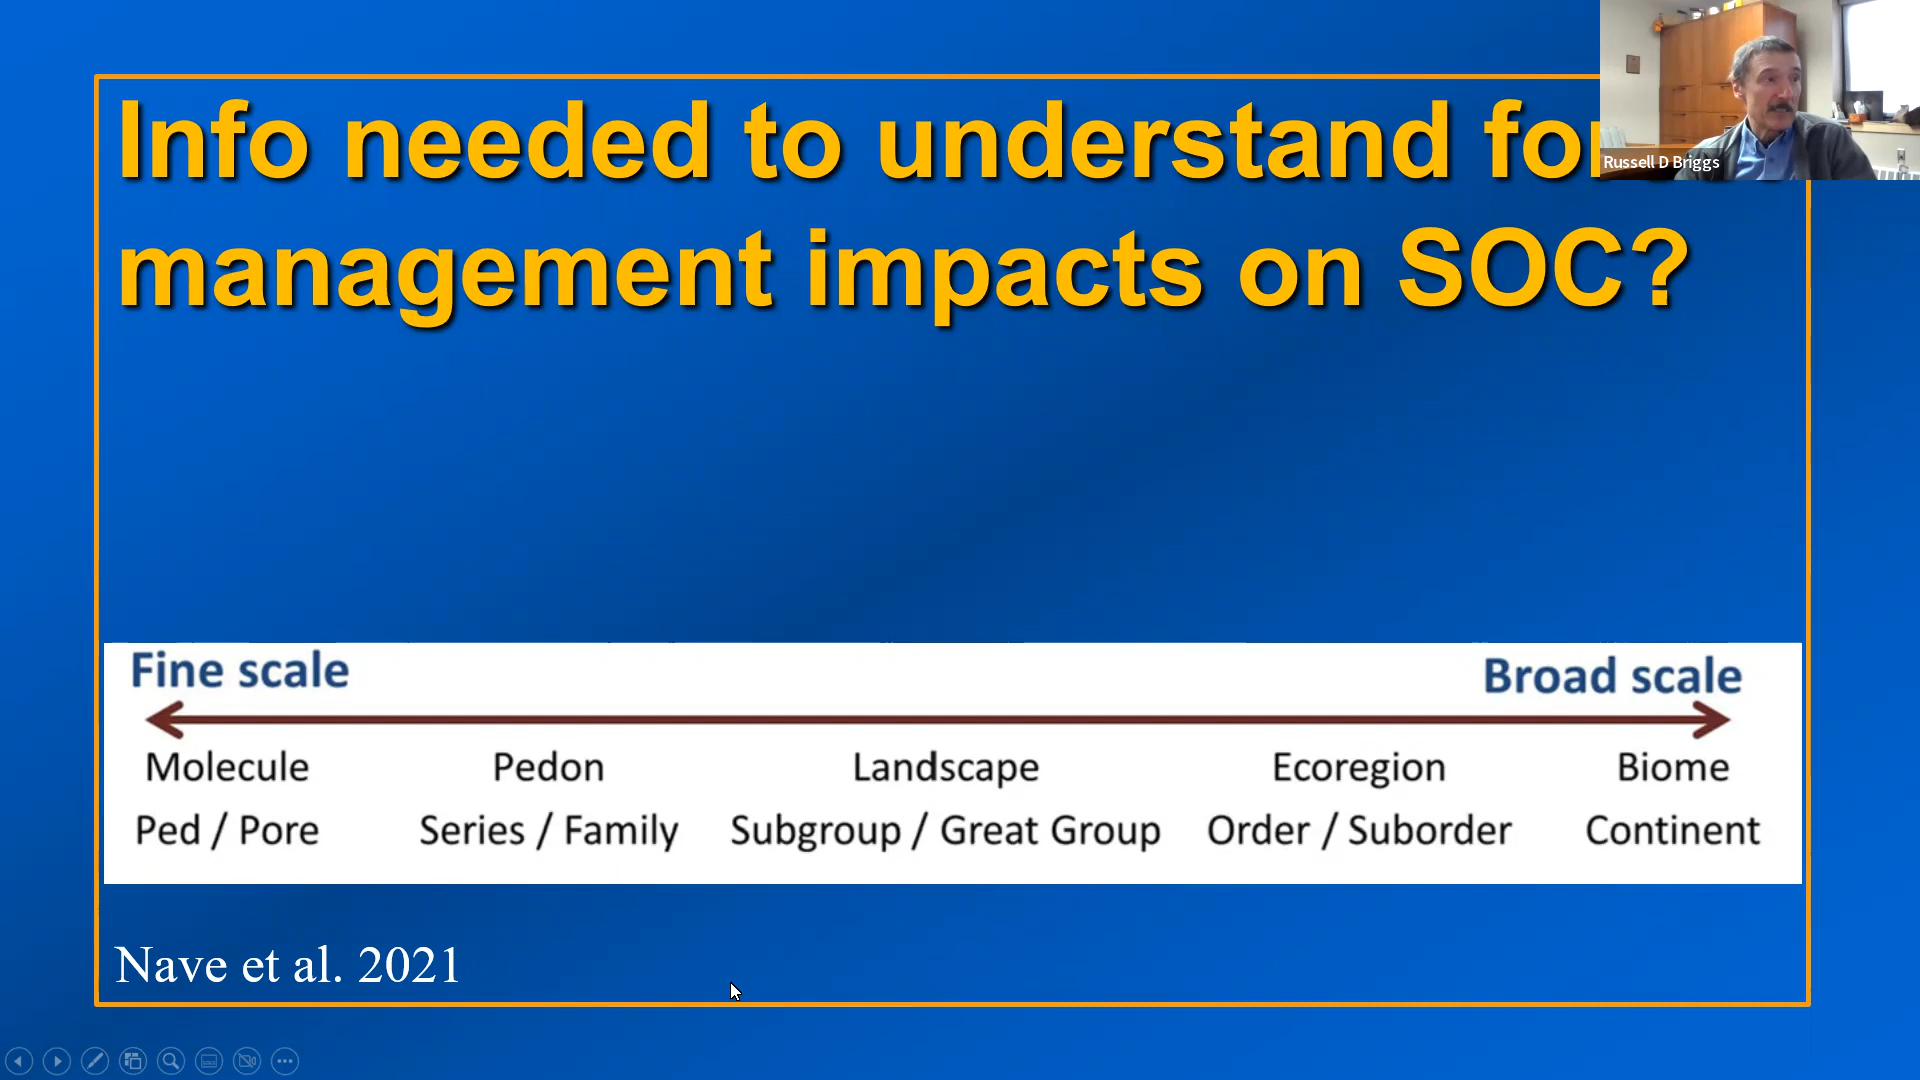 Info needed to understand for
management impacts on SOC?
Russell D Briggs
Fine scale
Broad scale
Molecule Pedon Landscape Ecoregion Biome
Ped / Pore Series / Family Subgroup / Great Group Order / Suborder Continent
Nave et al. 2021